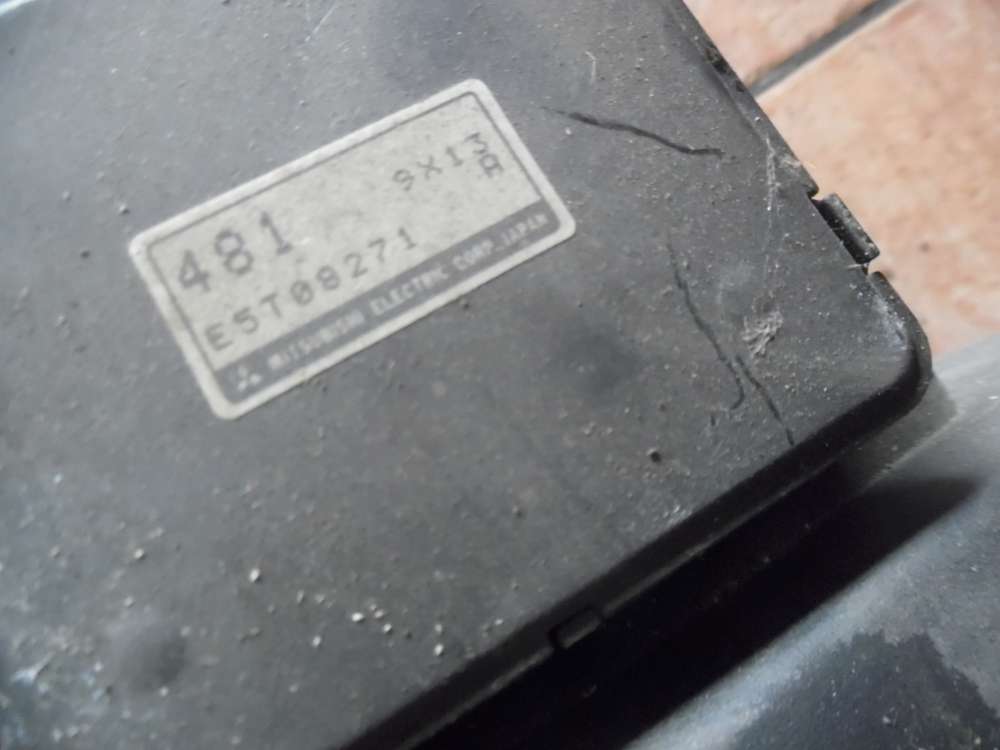 481 9X13
E5T08271
MITSUBISHI ELECTRIC CORP. JAPAN